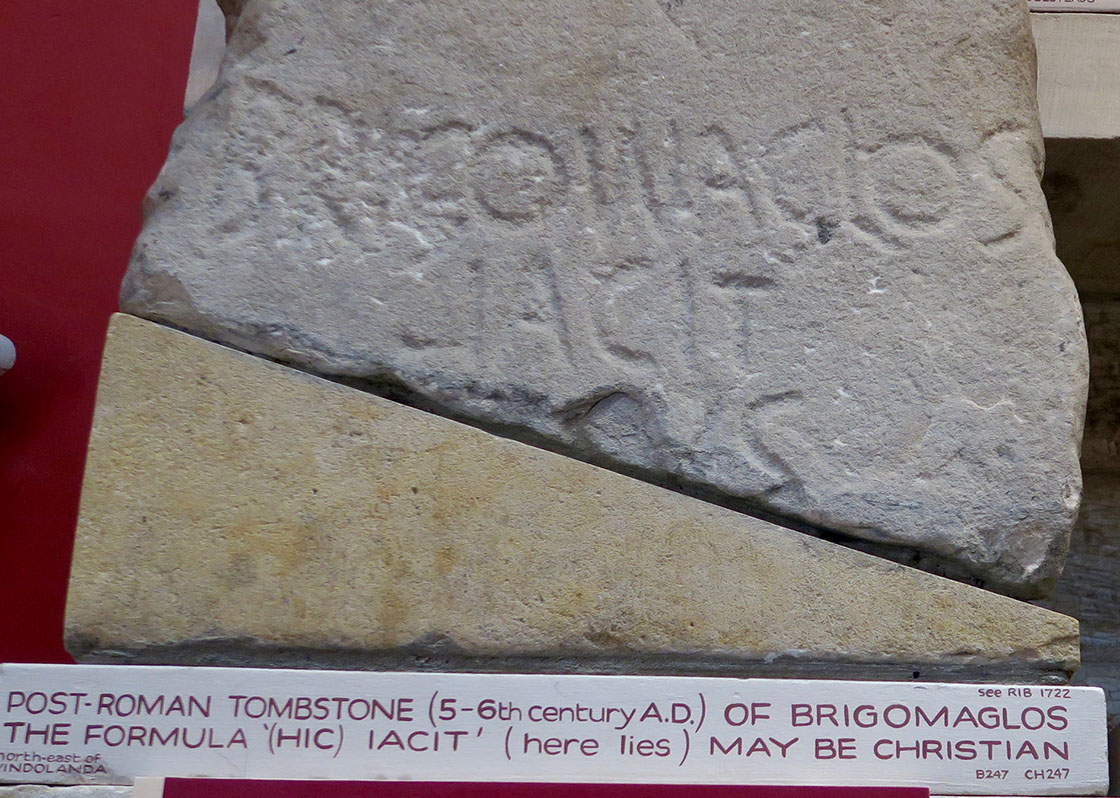 BRIGOMAGLOS
IACIT
see RIB 1722
POST-ROMAN TOMBSTONE (5-6th century A.D.) OF BRIGOMAGLOS
THE FORMULA '(HIC) IACIT' (here lies) MAY BE CHRISTIAN
north-east of
VINDOLANDA
B247 CH247